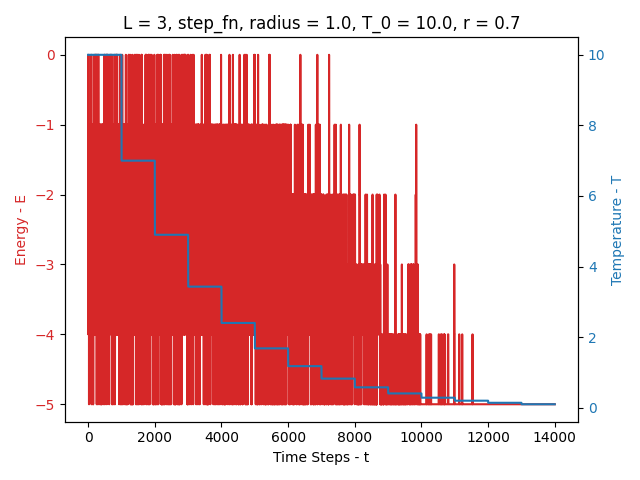 L = 3, step_fn, radius = 1.0, T_0 = 10.0, r = 0.7
Energy - E
0
−1
−2
−3
−4
−5
10
8
6
4
2
0
Temperature - T
0 2000 4000 6000 8000 10000 12000 14000
Time Steps - t